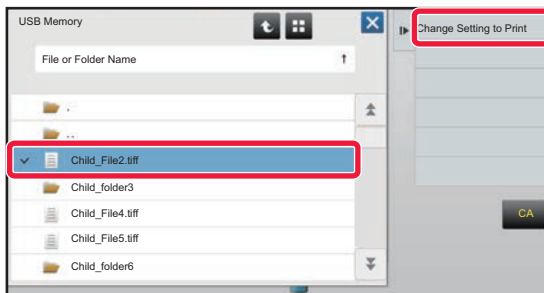 USB Memory
Change Setting to Print
File or Folder Name
.
..
Child_File2.tiff
Child_folder3
Child_File4.tiff
CA
Child_File5.tiff
Child_folder6